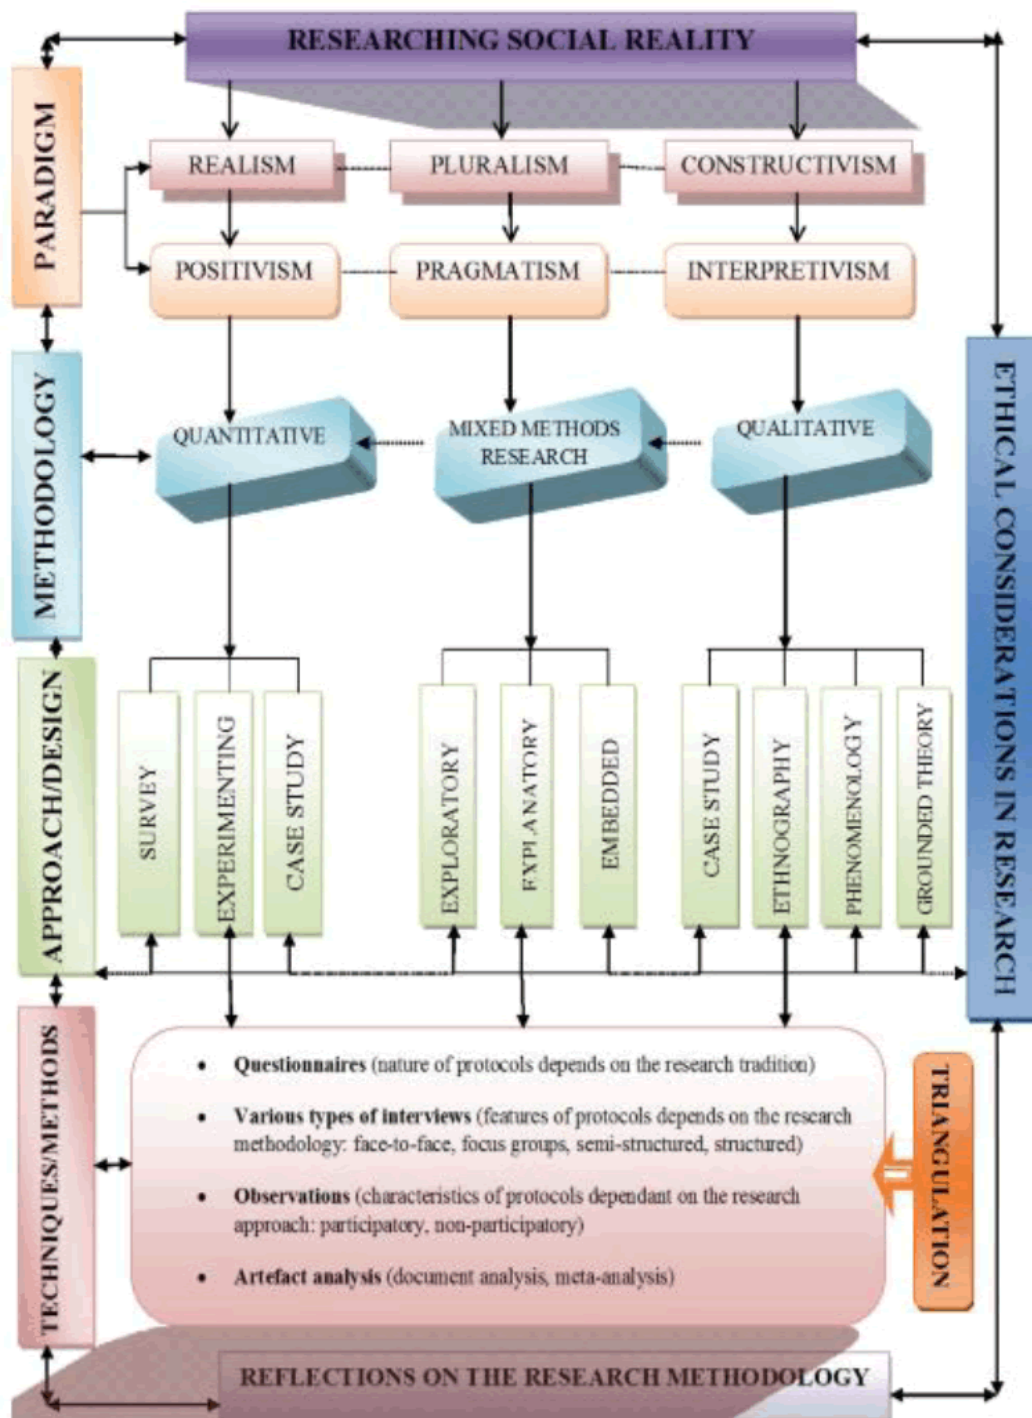 RESEARCHING SOCIAL REALITY
PARADIGM
REALISM
PLURALISM
CONSTRUCTIVISM
POSITIVISM
PRAGMATISM
INTERPRETIVISM
METHODOLOGY
QUANTITATIVE
MIXED METHODS
RESEARCH
QUALITATIVE
ETHICAL CONSIDERATIONS IN RESEARCH
APPROACH/DESIGN
SURVEY
EXPERIMENTING
CASE STUDY
EXPLORATORY
EXPLANATORY
EMBEDDED
CASE STUDY
ETHNOGRAPHY
PHENOMENOLOGY
GROUNDED THEORY
TECHNIQUES/METHODS
• Questionnaires (nature of protocols depends on the research tradition)
• Various types of interviews (features of protocols depends on the research
methodology: face-to-face, focus groups, semi-structured, structured)
• Observations (characteristics of protocols dependant on the research
approach: participatory, non-participatory)
• Artefact analysis (document analysis, meta-analysis)
TRIANGULATION
REFLECTIONS ON THE RESEARCH METHODOLOGY